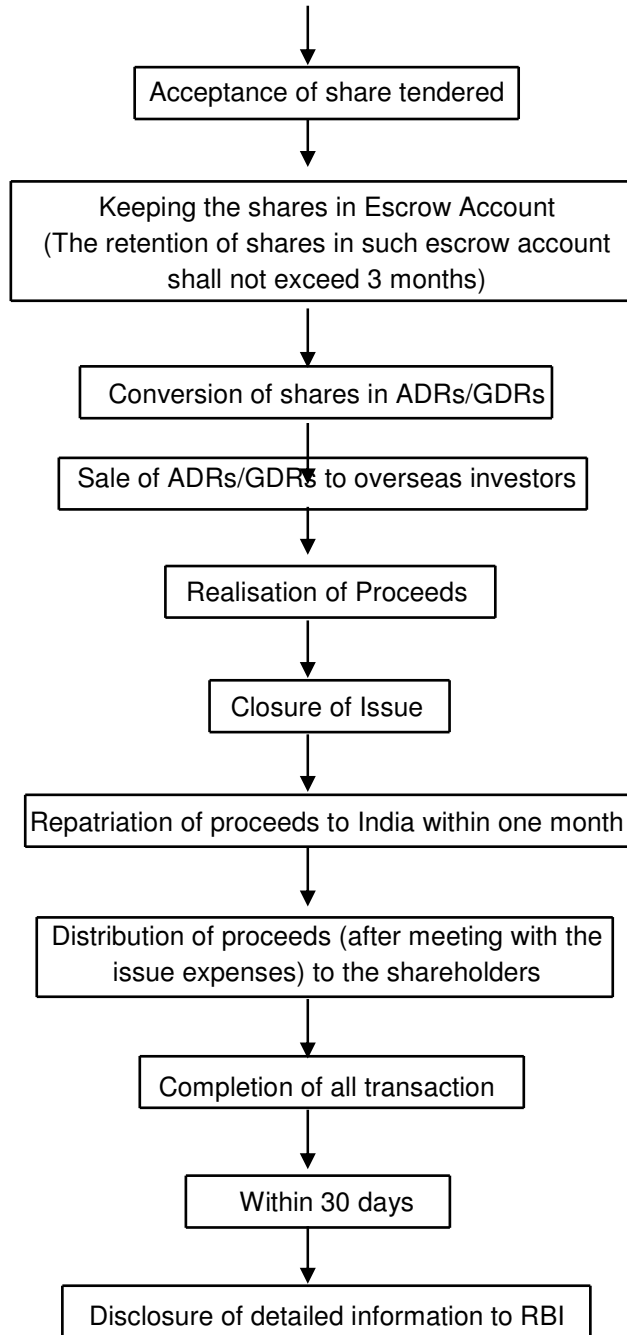 Acceptance of share tendered
Keeping the shares in Escrow Account
(The retention of shares in such escrow account
shall not exceed 3 months)
Conversion of shares in ADRs/GDRs
Sale of ADRs/GDRs to overseas investors
Realisation of Proceeds
Closure of Issue
Repatriation of proceeds to India within one month
Distribution of proceeds (after meeting with the
issue expenses) to the shareholders
Completion of all transaction
Within 30 days
Disclosure of detailed information to RBI